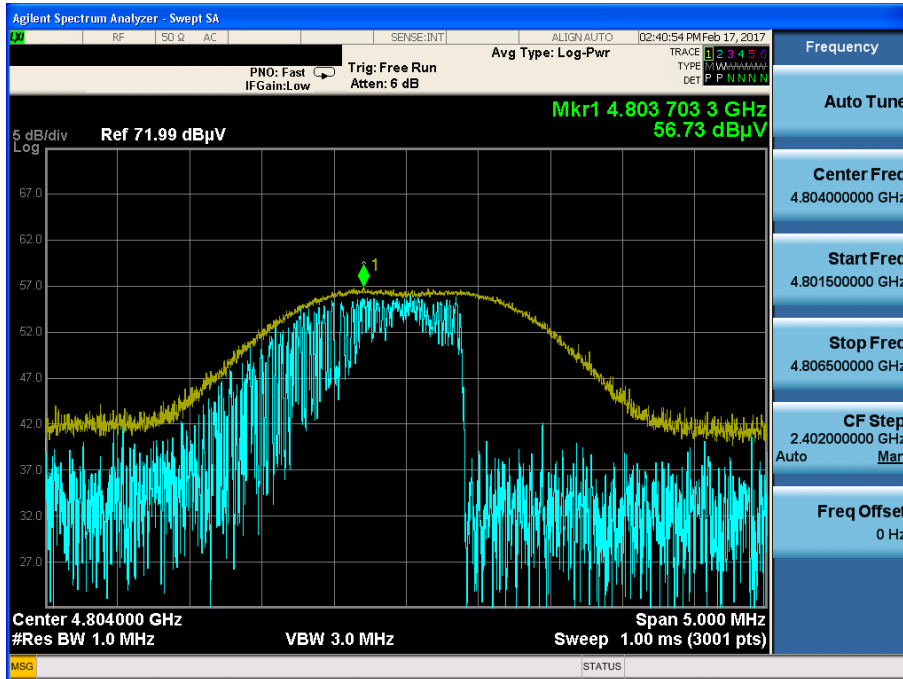 Agilent Spectrum Analyzer - Swept SA
LXI RF 50 Ω AC SENSE:INT ALIGN AUTO 02:40:54 PM Feb 17, 2017
Avg Type: Log-Pwr TRACE 1 2 3 4 5 6
PNO: Fast Trig: Free Run TYPE M W W W W W
IFGain:Low Atten: 6 dB DET P P N N N N
Mkr1 4.803 703 3 GHz
56.73 dBµV
5 dB/div Ref 71.99 dBµV
Log
67.0
62.0
57.0
52.0
47.0
42.0
37.0
32.0
27.0
1
Center 4.804000 GHz Span 5.000 MHz
#Res BW 1.0 MHz VBW 3.0 MHz Sweep 1.00 ms (3001 pts)
MSG STATUS
Frequency
Auto Tune
Center Freq
4.804000000 GHz
Start Freq
4.801500000 GHz
Stop Freq
4.806500000 GHz
CF Step
2.402000000 GHz
Auto Man
Freq Offset
0 Hz